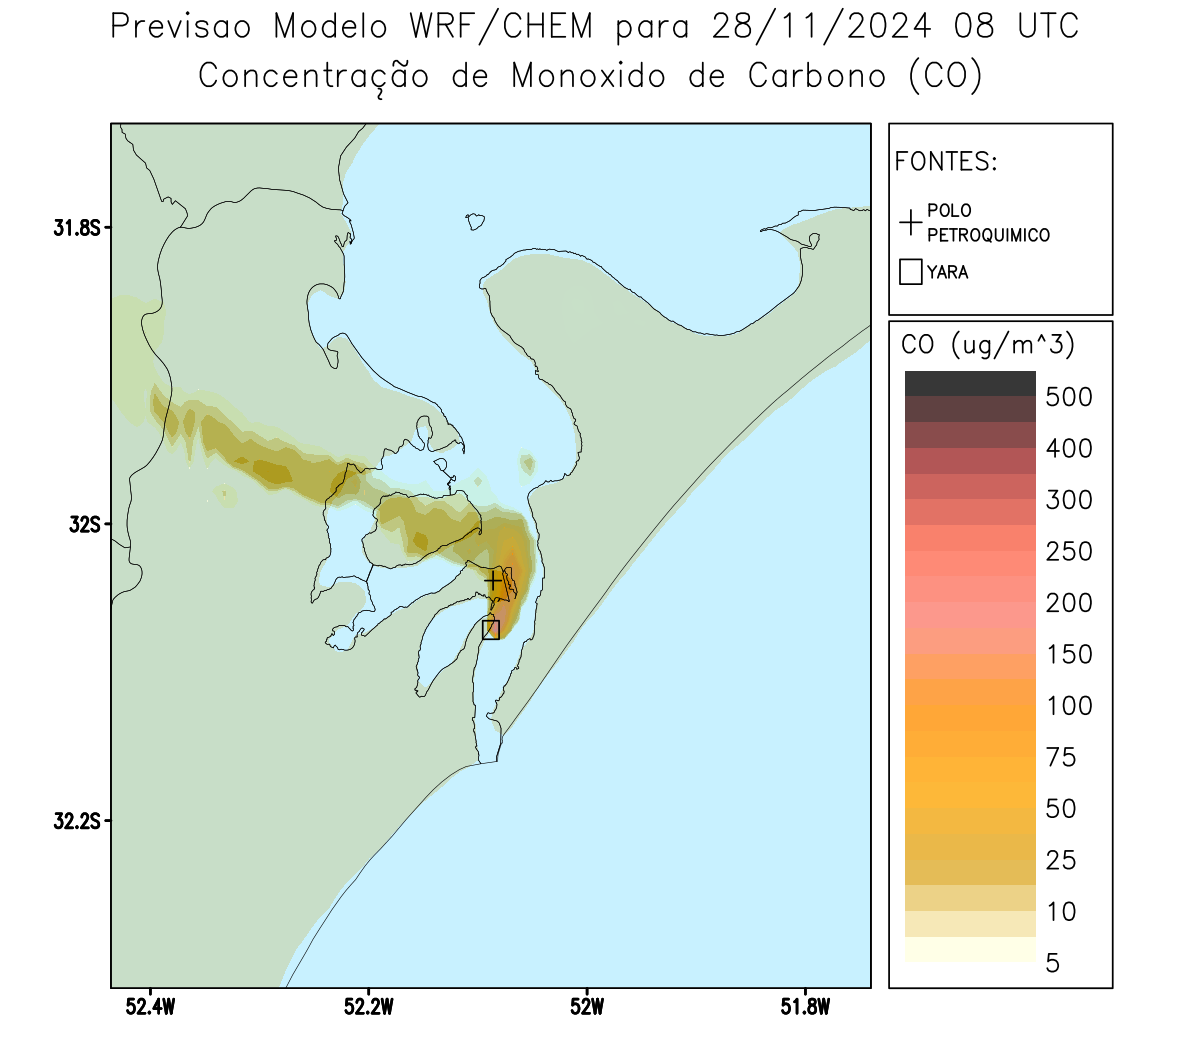 Previsao Modelo WRF/CHEM para 28/11/2024 08 UTC
Concentração de Monoxido de Carbono (CO)
FONTES:
POLO
PETROQUIMICO
YARA
CO (ug/m^3)
500
400
300
250
200
150
100
75
50
25
10
5
31.8S
32S
32.2S
52.4W
52.2W
52W
51.8W